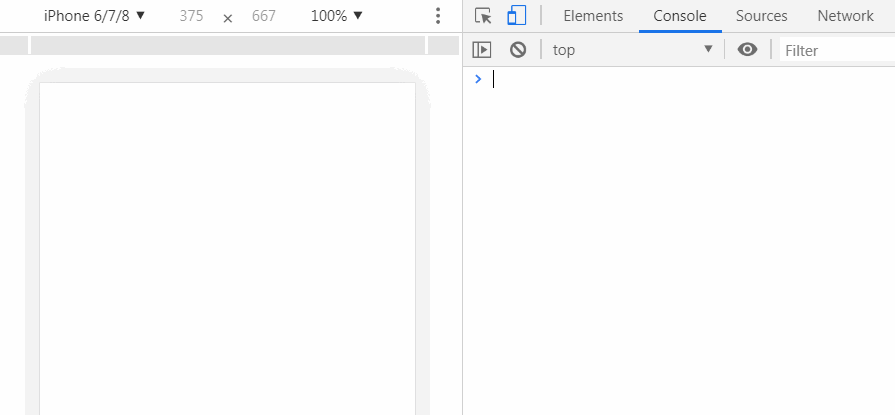 iPhone 6/7/8 ▼ 375 × 667 100% ▼
Elements Console Sources Network
top ▼ Filter
>